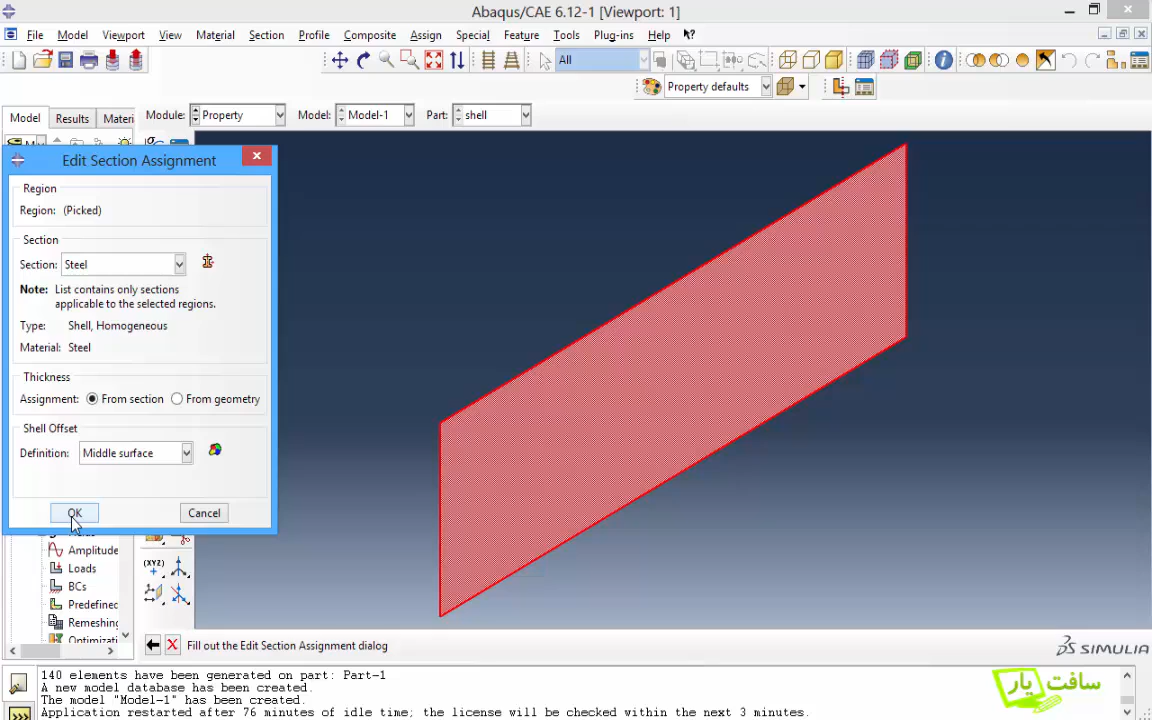 Abaqus/CAE 6.12-1 [Viewport: 1]
File Model Viewport View Material Section Profile Composite Assign Special Feature Tools Plug-ins Help
All
Property defaults
Model Results Materi Module: Property Model: Model-1 Part: shell
Edit Section Assignment
Region
Region: (Picked)
Section
Section: Steel
Note: List contains only sections
applicable to the selected regions.
Type: Shell, Homogeneous
Material: Steel
Thickness
Assignment: From section From geometry
Shell Offset
Definition: Middle surface
OK Cancel
Amplitude
Loads
BCs
Predefined
Remeshing
Optimizati
(XYZ)
Fill out the Edit Section Assignment dialog
SIMULIA
140 elements have been generated on part: Part-1
A new model database has been created.
The model "Model-1" has been created.
Application restarted after 76 minutes of idle time; the license will be checked within the next 3 minutes.
سافت یار